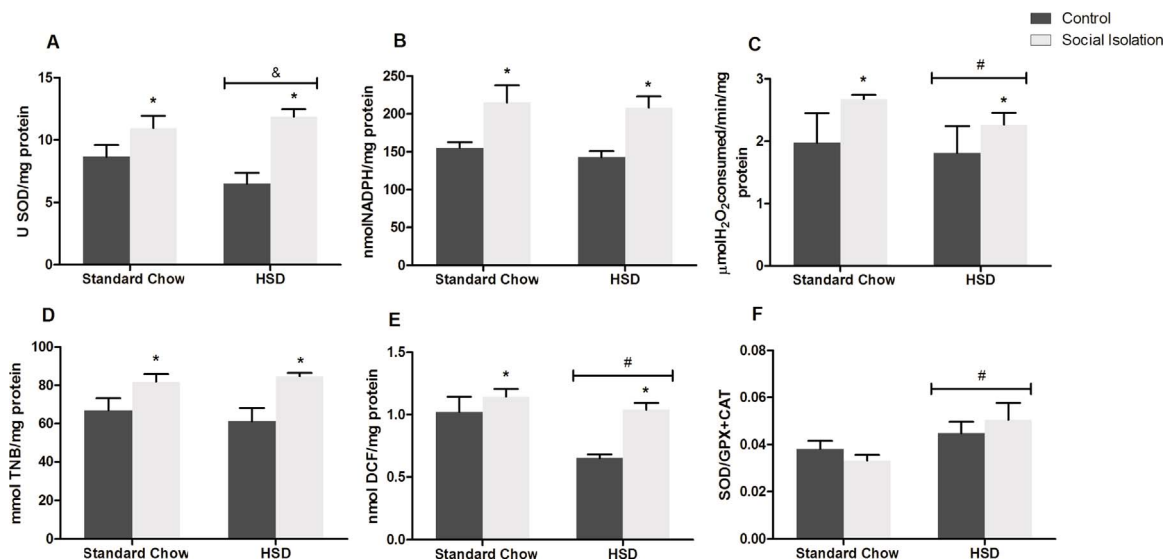 Control
Social Isolation
A
U SOD/mg protein
15
10
5
0
*
&
*
Standard Chow
HSD
B
nmolNADPH/mg protein
250
200
150
100
50
0
*
*
Standard Chow
HSD
C
µmolH₂O₂consumed/min/mg
protein
3
2
1
0
*
#
*
Standard Chow
HSD
D
mmol TNB/mg protein
100
80
60
40
20
0
*
*
Standard Chow
HSD
E
nmol DCF/mg protein
1.5
1.0
0.5
0.0
*
#
*
Standard Chow
HSD
F
SOD/GPX+CAT
0.08
0.06
0.04
0.02
0.00
#
Standard Chow
HSD